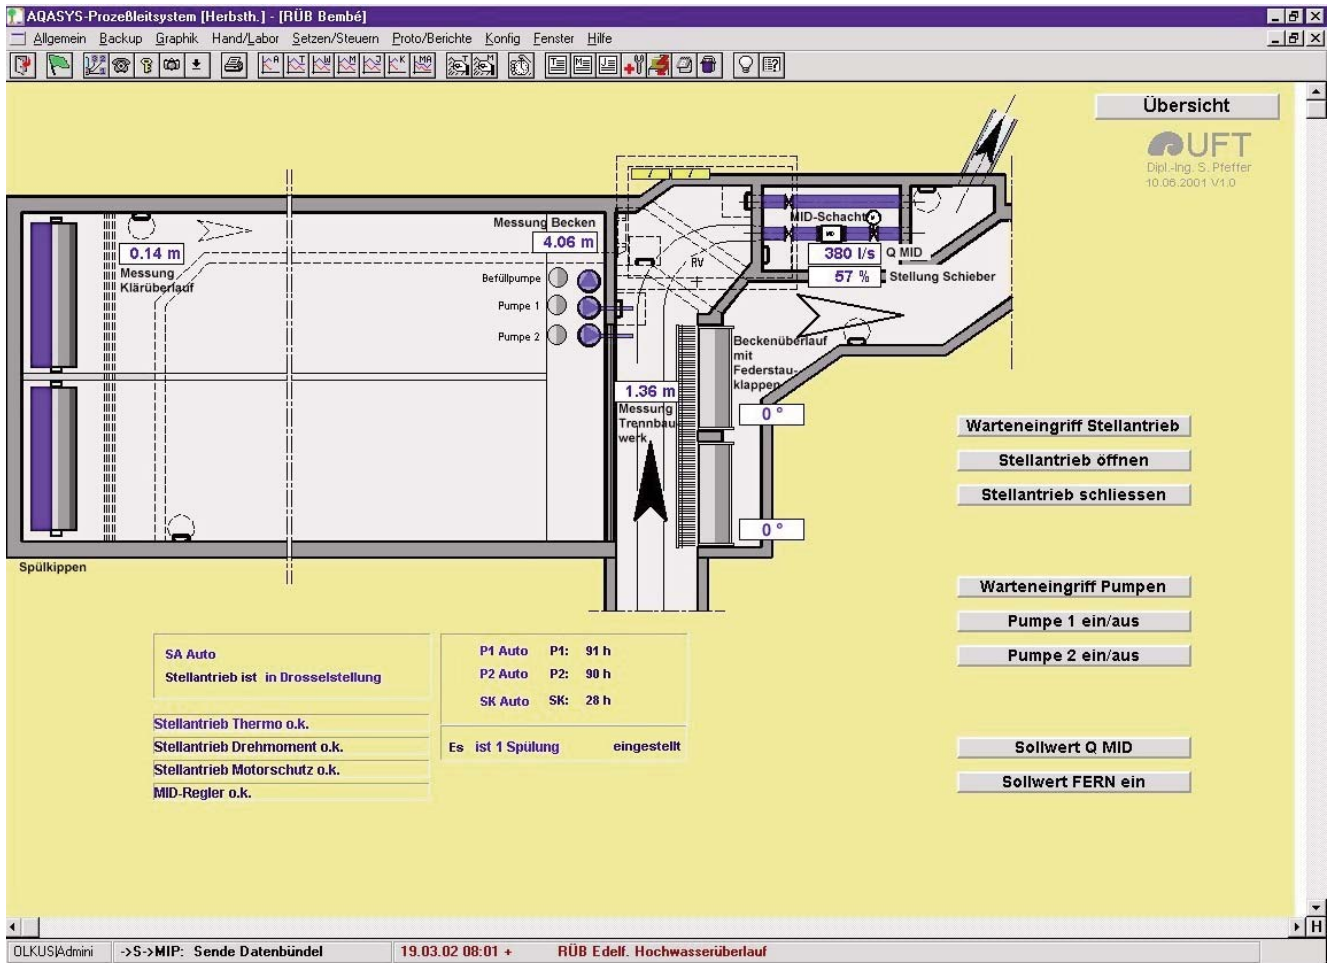 AQASYS-Prozeßleitsystem [Herbsth.] - [RÜB Bembé]
Allgemein Backup Graphik Hand/Labor Setzen/Steuern Proto/Berichte Konfig Fenster Hilfe
Übersicht
UFT
Dipl.-Ing. S. Pfeffer
10.06.2001 V1.0
Messung Becken
4.06 m
0.14 m
Messung
Klärüberlauf
Befüllpumpe
Pumpe 1
Pumpe 2
RV
MID-Schacht
M
MID
380 l/s Q MID
57 % Stellung Schieber
Beckenüberlauf
mit
Federstau-
klappen
1.36 m
Messung
Trennbau-
werk
0 °
0 °
Spülkippen
Warteneingriff Stellantrieb
Stellantrieb öffnen
Stellantrieb schliessen
Warteneingriff Pumpen
Pumpe 1 ein/aus
Pumpe 2 ein/aus
Sollwert Q MID
Sollwert FERN ein
SA Auto
Stellantrieb ist in Drosselstellung
Stellantrieb Thermo o.k.
Stellantrieb Drehmoment o.k.
Stellantrieb Motorschutz o.k.
MID-Regler o.k.
P1 Auto P1: 91 h
P2 Auto P2: 90 h
SK Auto SK: 28 h
Es ist 1 Spülung eingestellt
H
OLKUS|Admini ->S->MIP: Sende Datenbündel 19.03.02 08:01 + RÜB Edelf. Hochwasserüberlauf